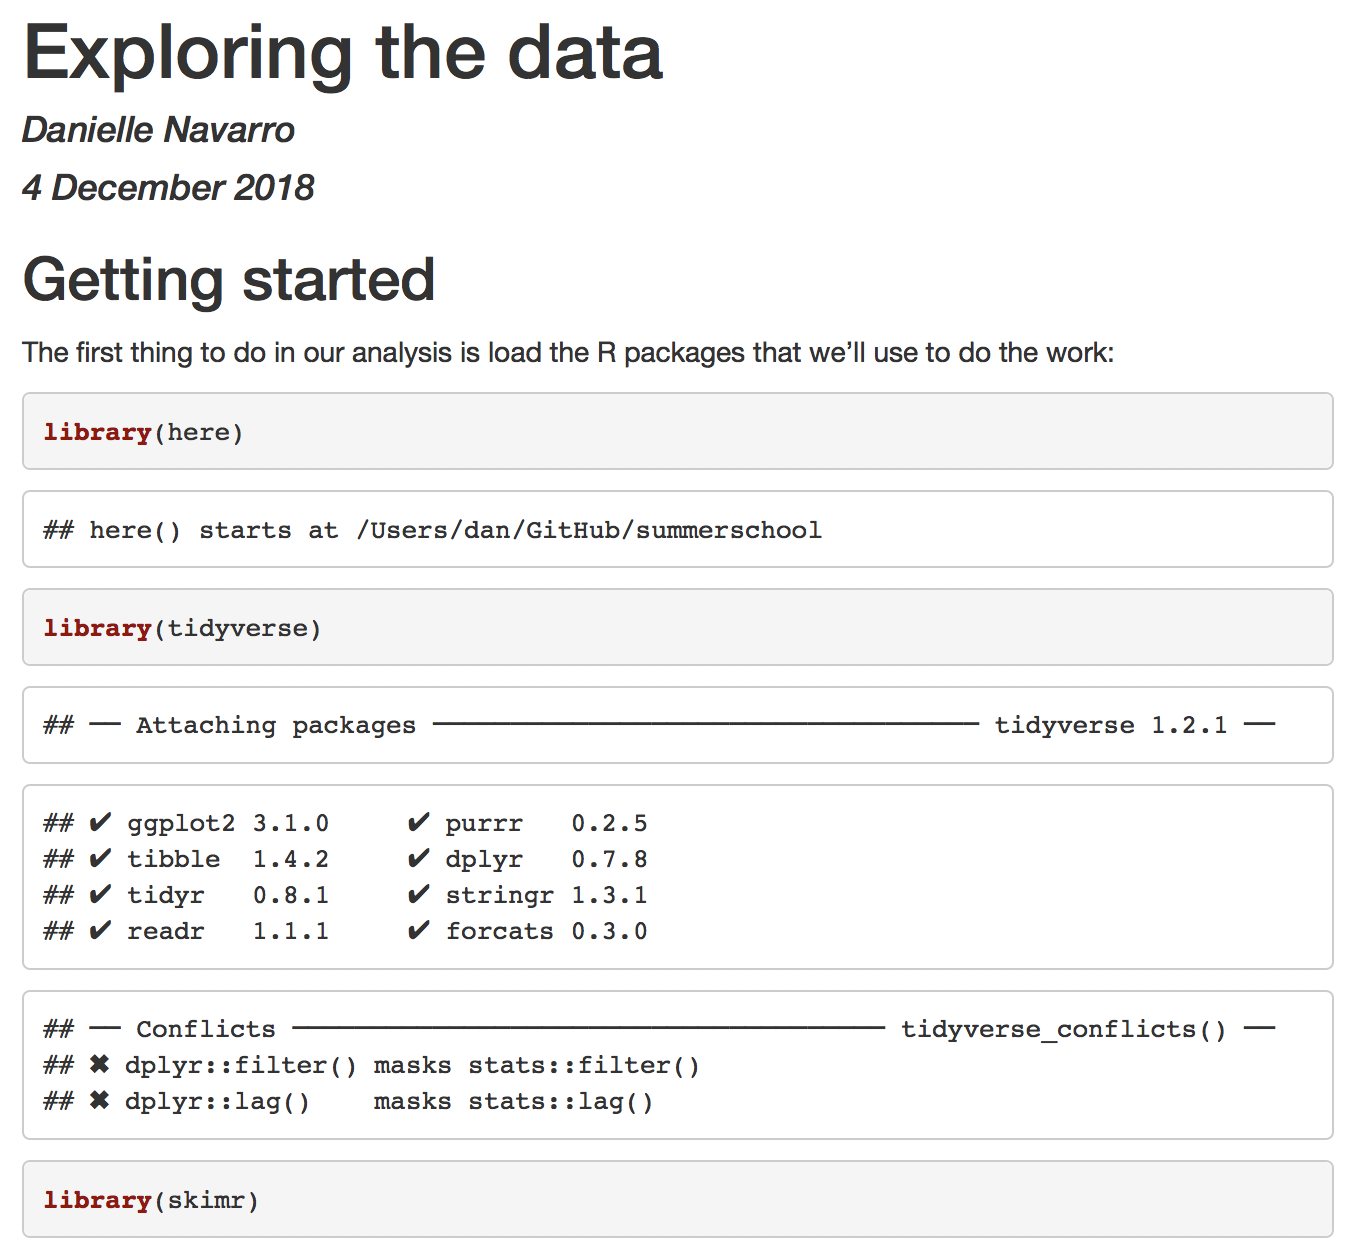 Exploring the data
Danielle Navarro
4 December 2018
Getting started
The first thing to do in our analysis is load the R packages that we’ll use to do the work:
library(here)
## here() starts at /Users/dan/GitHub/summerschool
library(tidyverse)
## ── Attaching packages ─────────────────────────────────── tidyverse 1.2.1 ──
## ✔ ggplot2 3.1.0     ✔ purrr   0.2.5
## ✔ tibble  1.4.2     ✔ dplyr   0.7.8
## ✔ tidyr   0.8.1     ✔ stringr 1.3.1
## ✔ readr   1.1.1     ✔ forcats 0.3.0
## ── Conflicts ────────────────────────────────────── tidyverse_conflicts() ──
## ✖ dplyr::filter() masks stats::filter()
## ✖ dplyr::lag()    masks stats::lag()
library(skimr)